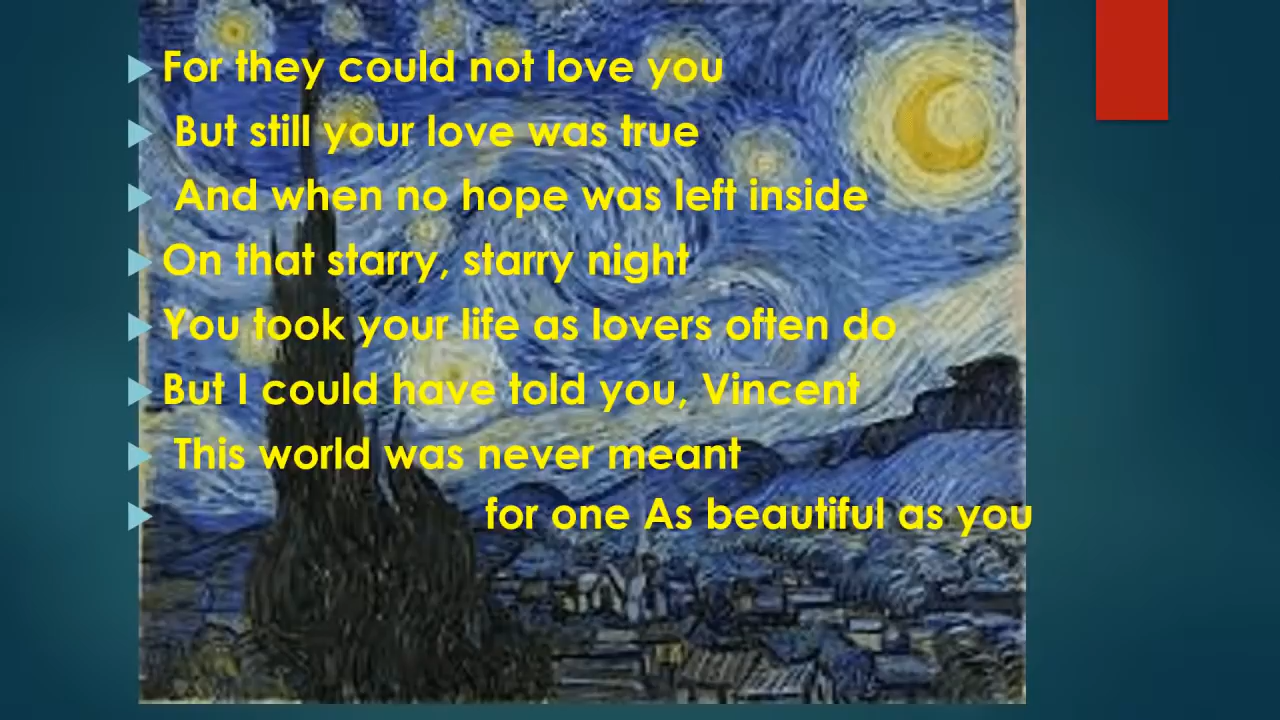 For they could not love you
But still your love was true
And when no hope was left inside
On that starry, starry night
You took your life as lovers often do
But I could have told you, Vincent
This world was never meant
for one As beautiful as you